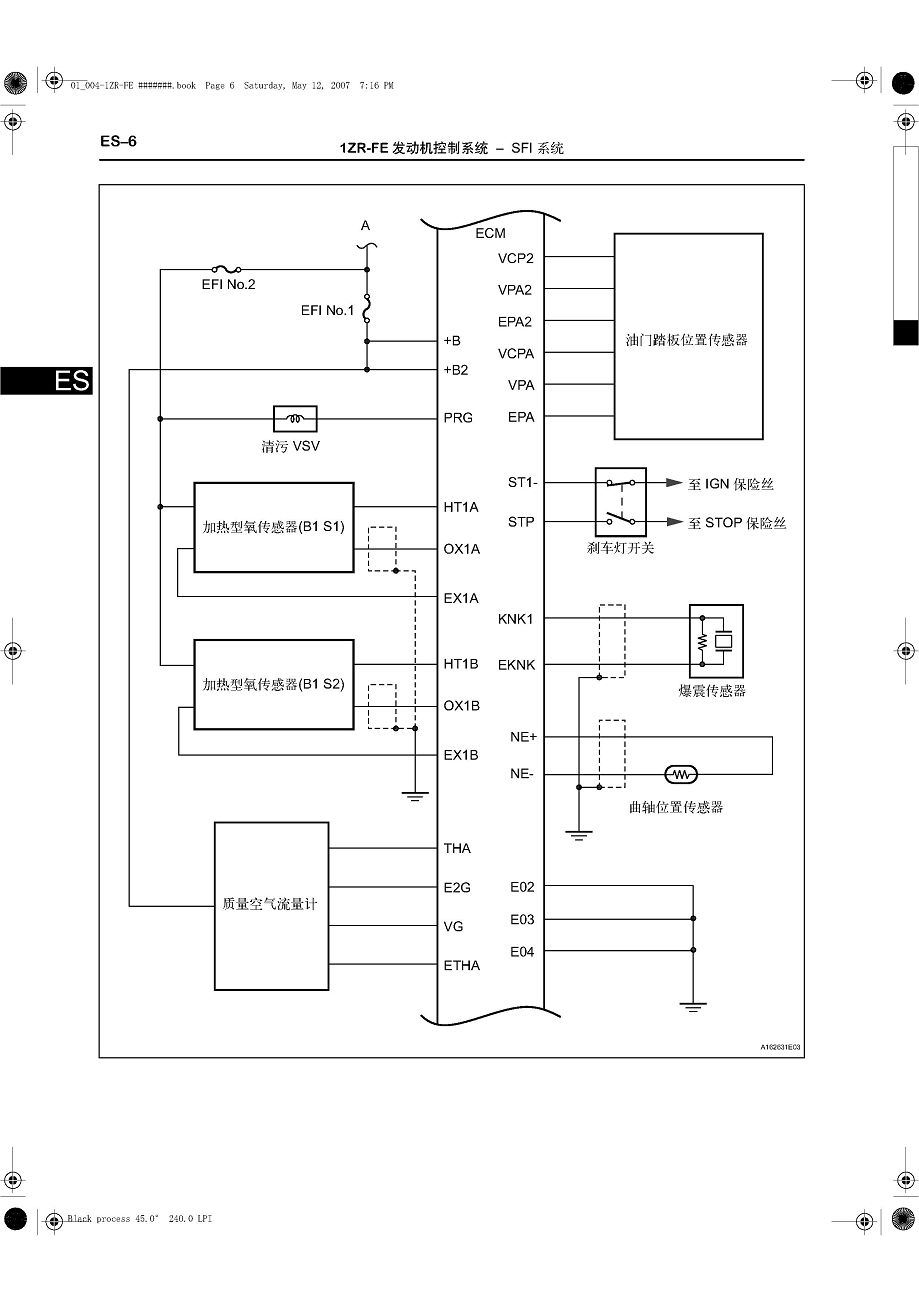 01_004-1ZR-FE #######.book Page 6 Saturday, May 12, 2007 7:16 PM
ES–6
1ZR-FE 发动机控制系统 – SFI 系统
ES
A
ECM
EFI No.2
EFI No.1
+B
+B2
PRG
清污 VSV
加热型氧传感器(B1 S1)
HT1A
OX1A
EX1A
加热型氧传感器(B1 S2)
HT1B
OX1B
EX1B
质量空气流量计
THA
E2G
VG
ETHA
VCP2
VPA2
EPA2
VCPA
VPA
EPA
油门踏板位置传感器
ST1-
STP
至 IGN 保险丝
至 STOP 保险丝
刹车灯开关
KNK1
EKNK
爆震传感器
NE+
NE-
曲轴位置传感器
E02
E03
E04
A162631E03
Black process 45.0° 240.0 LPI